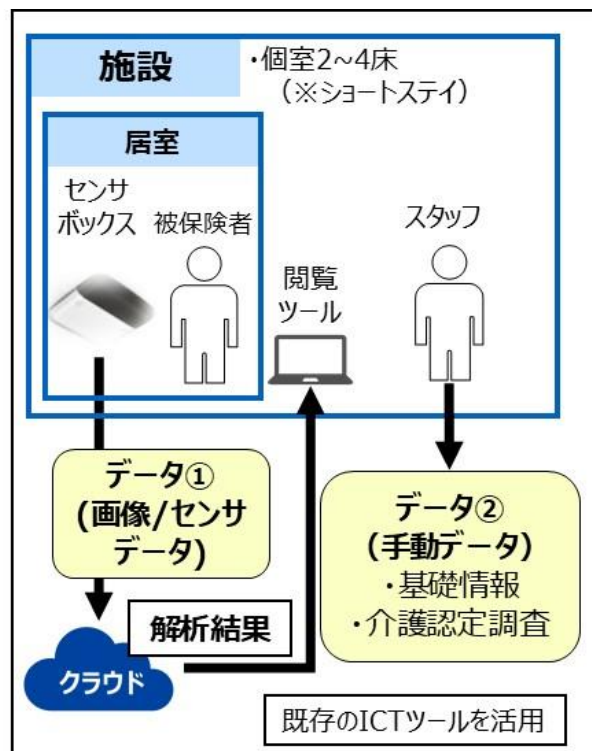 施設
・個室2~4床
（※ショートステイ）
居室
センサ
ボックス
被保険者
閲覧
ツール
スタッフ
データ①
(画像/センサ
データ)
データ②
(手動データ)
・基礎情報
・介護認定調査
解析結果
クラウド
既存のICTツールを活用